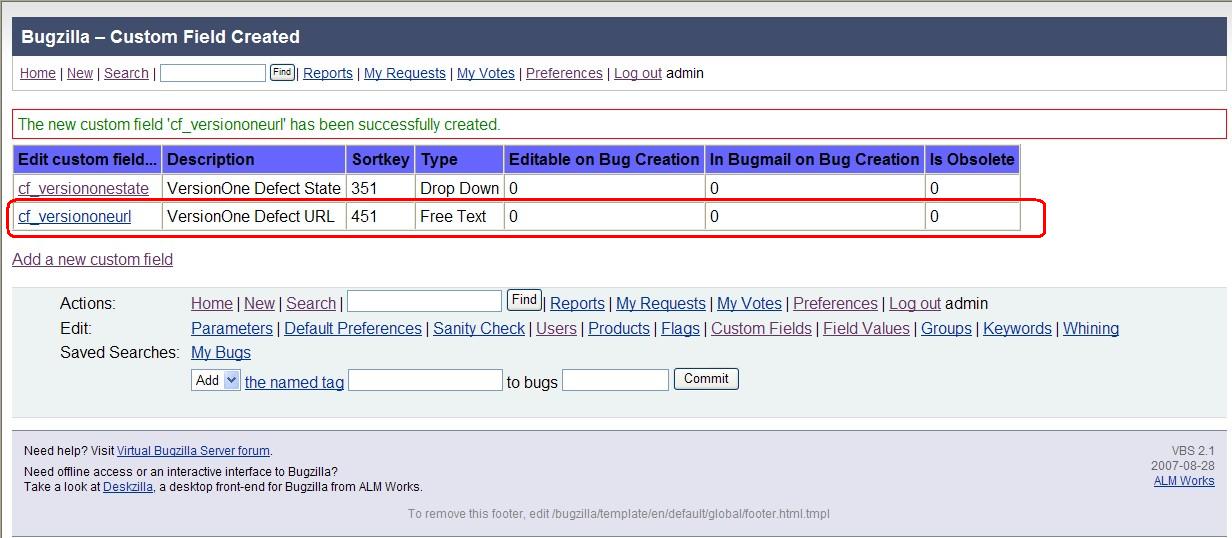 Bugzilla – Custom Field Created
Home | New | Search | Find | Reports | My Requests | My Votes | Preferences | Log out admin
The new custom field 'cf_versiononeurl' has been successfully created.
Edit custom field... Description Sortkey Type Editable on Bug Creation In Bugmail on Bug Creation Is Obsolete
cf_versiononestate VersionOne Defect State 351 Drop Down 0 0 0
cf_versiononeurl VersionOne Defect URL 451 Free Text 0 0 0
Add a new custom field
Actions: Home | New | Search | Find | Reports | My Requests | My Votes | Preferences | Log out admin
Edit: Parameters | Default Preferences | Sanity Check | Users | Products | Flags | Custom Fields | Field Values | Groups | Keywords | Whining
Saved Searches: My Bugs
Add the named tag to bugs Commit
Need help? Visit Virtual Bugzilla Server forum. VBS 2.1
Need offline access or an interactive interface to Bugzilla? 2007-08-28
Take a look at Deskzilla, a desktop front-end for Bugzilla from ALM Works. ALM Works
To remove this footer, edit /bugzilla/template/en/default/global/footer.html.tmpl